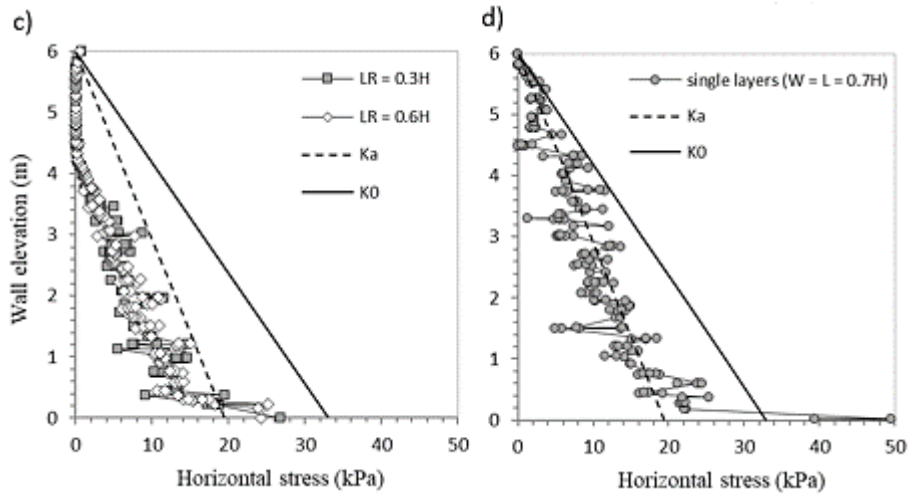 c)
6
5
4
3
2
1
0
Wall elevation (m)
LR = 0.3H
LR = 0.6H
Ka
K0
0 10 20 30 40 50
Horizontal stress (kPa)
d)
6
5
4
3
2
1
0
single layers (W = L = 0.7H)
Ka
K0
0 10 20 30 40 50
Horizontal stress (kPa)